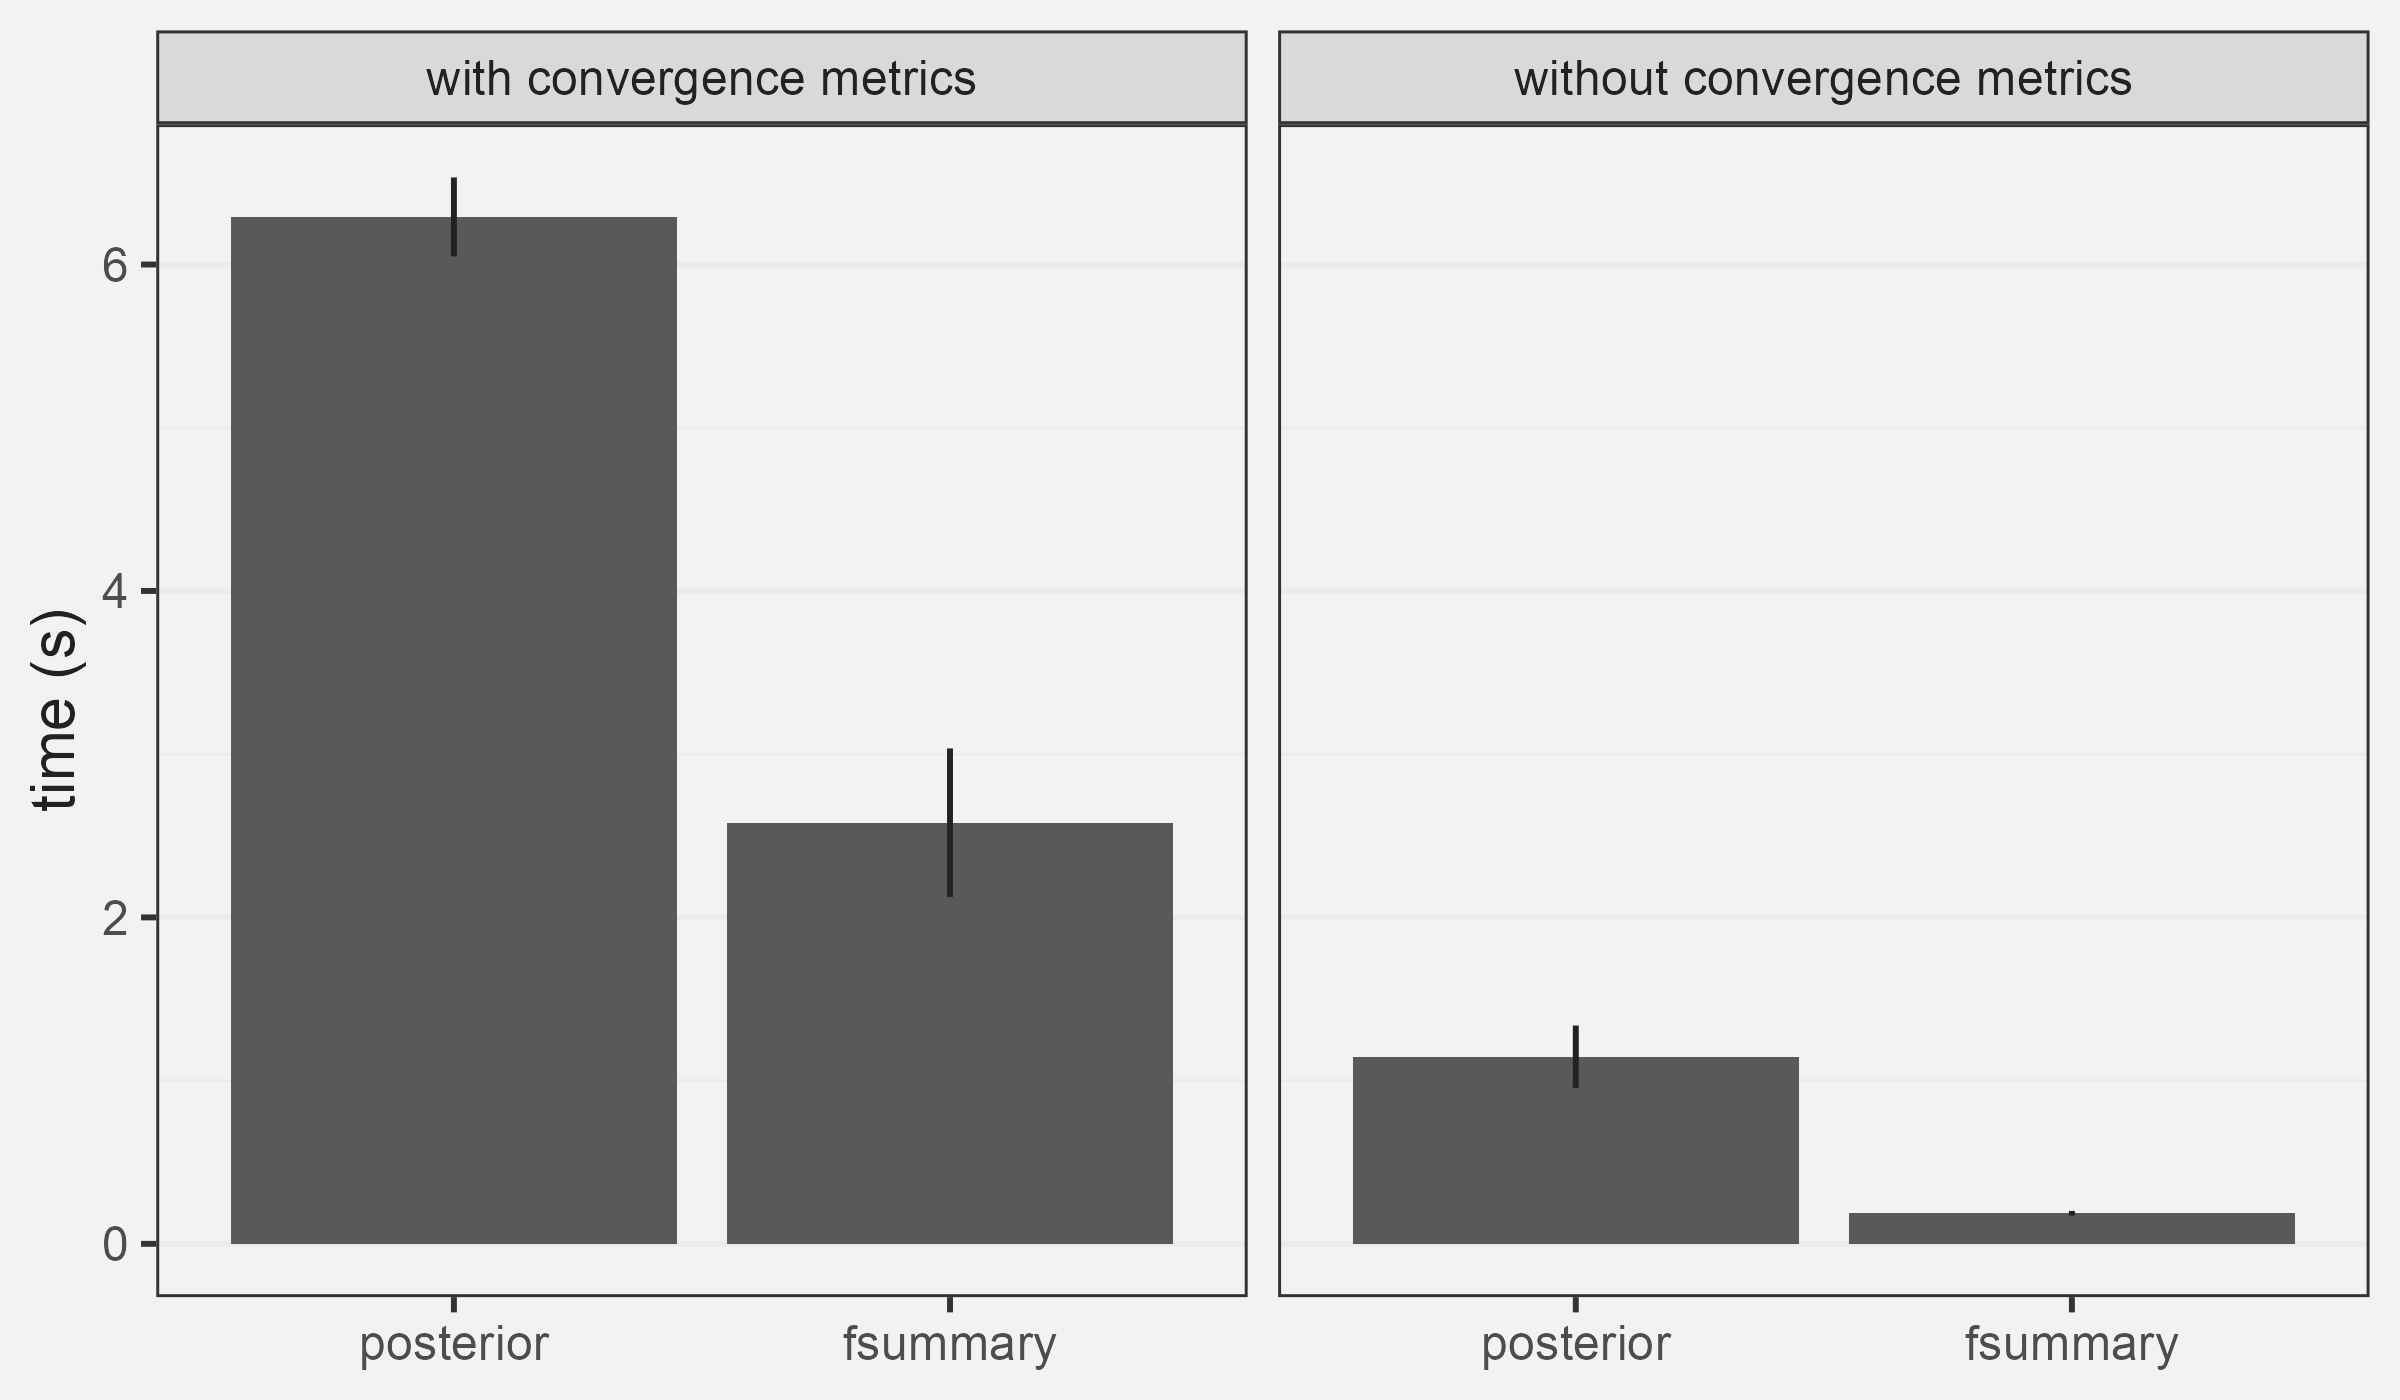 with convergence metrics
without convergence metrics
time (s)
6
4
2
0
posterior
fsummary
posterior
fsummary